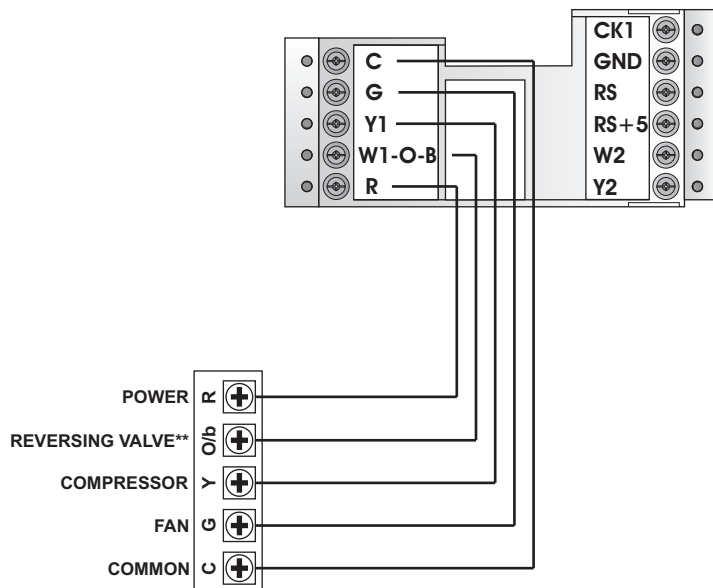 C
G
Y1
W1-O-B
R
CK1
GND
RS
RS+5
W2
Y2
POWER R
REVERSING VALVE** O/b
COMPRESSOR Y
FAN G
COMMON C